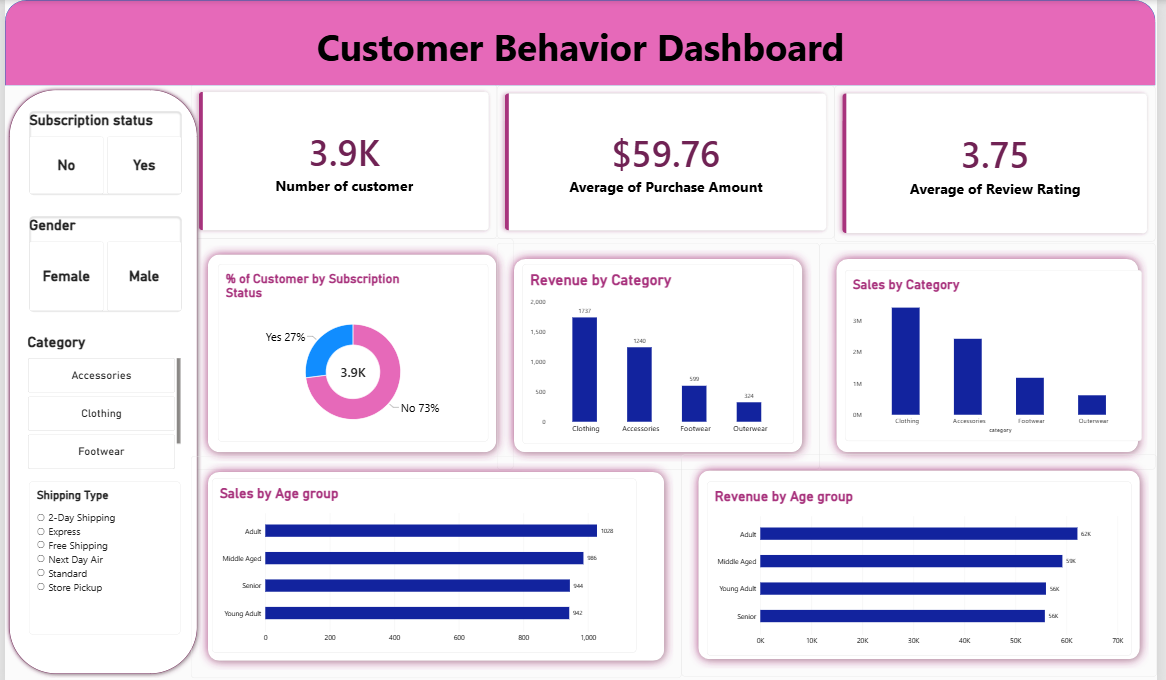 Customer Behavior Dashboard
Subscription status
No
Yes
Gender
Female
Male
Category
Accessories
Clothing
Footwear
Shipping Type
2-Day Shipping
Express
Free Shipping
Next Day Air
Standard
Store Pickup
3.9K
Number of customer
$59.76
Average of Purchase Amount
3.75
Average of Review Rating
% of Customer by Subscription
Status
Yes 27%
3.9K
No 73%
Revenue by Category
2,000
1,500
1,000
500
0
1737
1240
599
324
Clothing
Accessories
Footwear
Outerwear
Sales by Category
3M
2M
1M
0M
Clothing
Accessories
Footwear
Outerwear
category
Sales by Age group
Adult
1028
Middle Aged
986
Senior
944
Young Adult
942
0
200
400
600
800
1,000
Revenue by Age group
Adult
62K
Middle Aged
59K
Young Adult
56K
Senior
56K
0K
10K
20K
30K
40K
50K
60K
70K